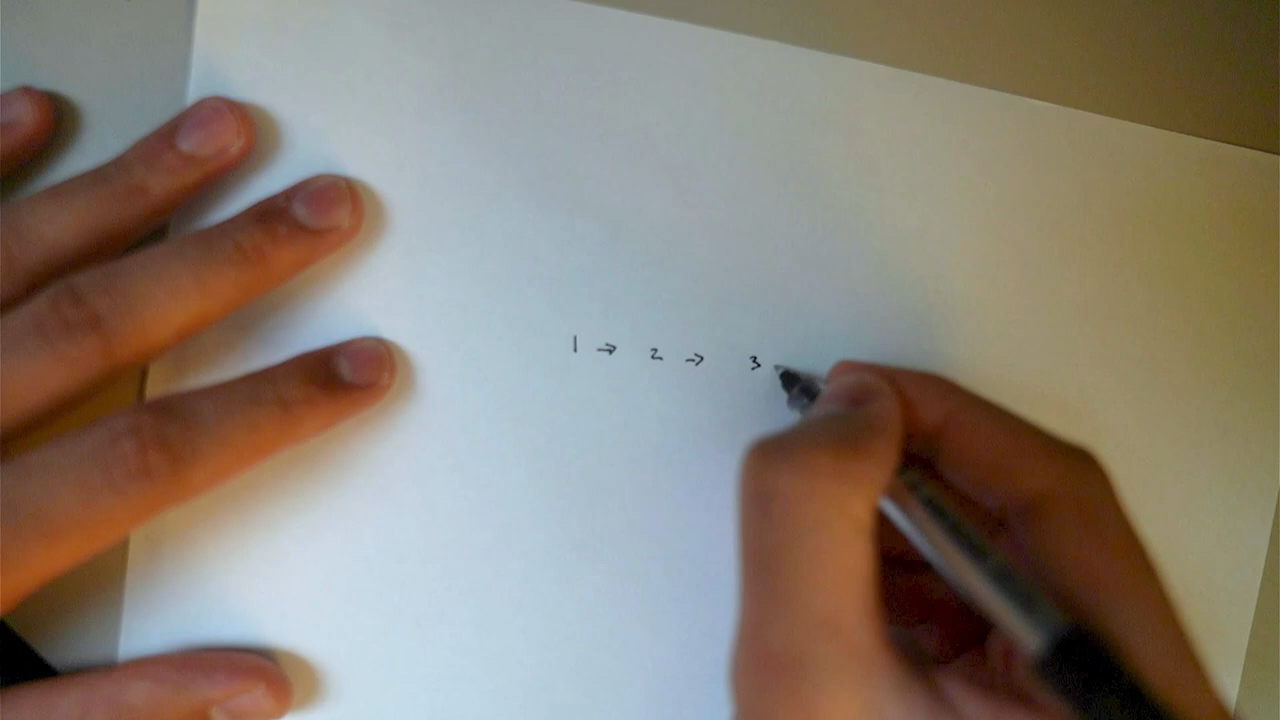 1 → 2 → 3